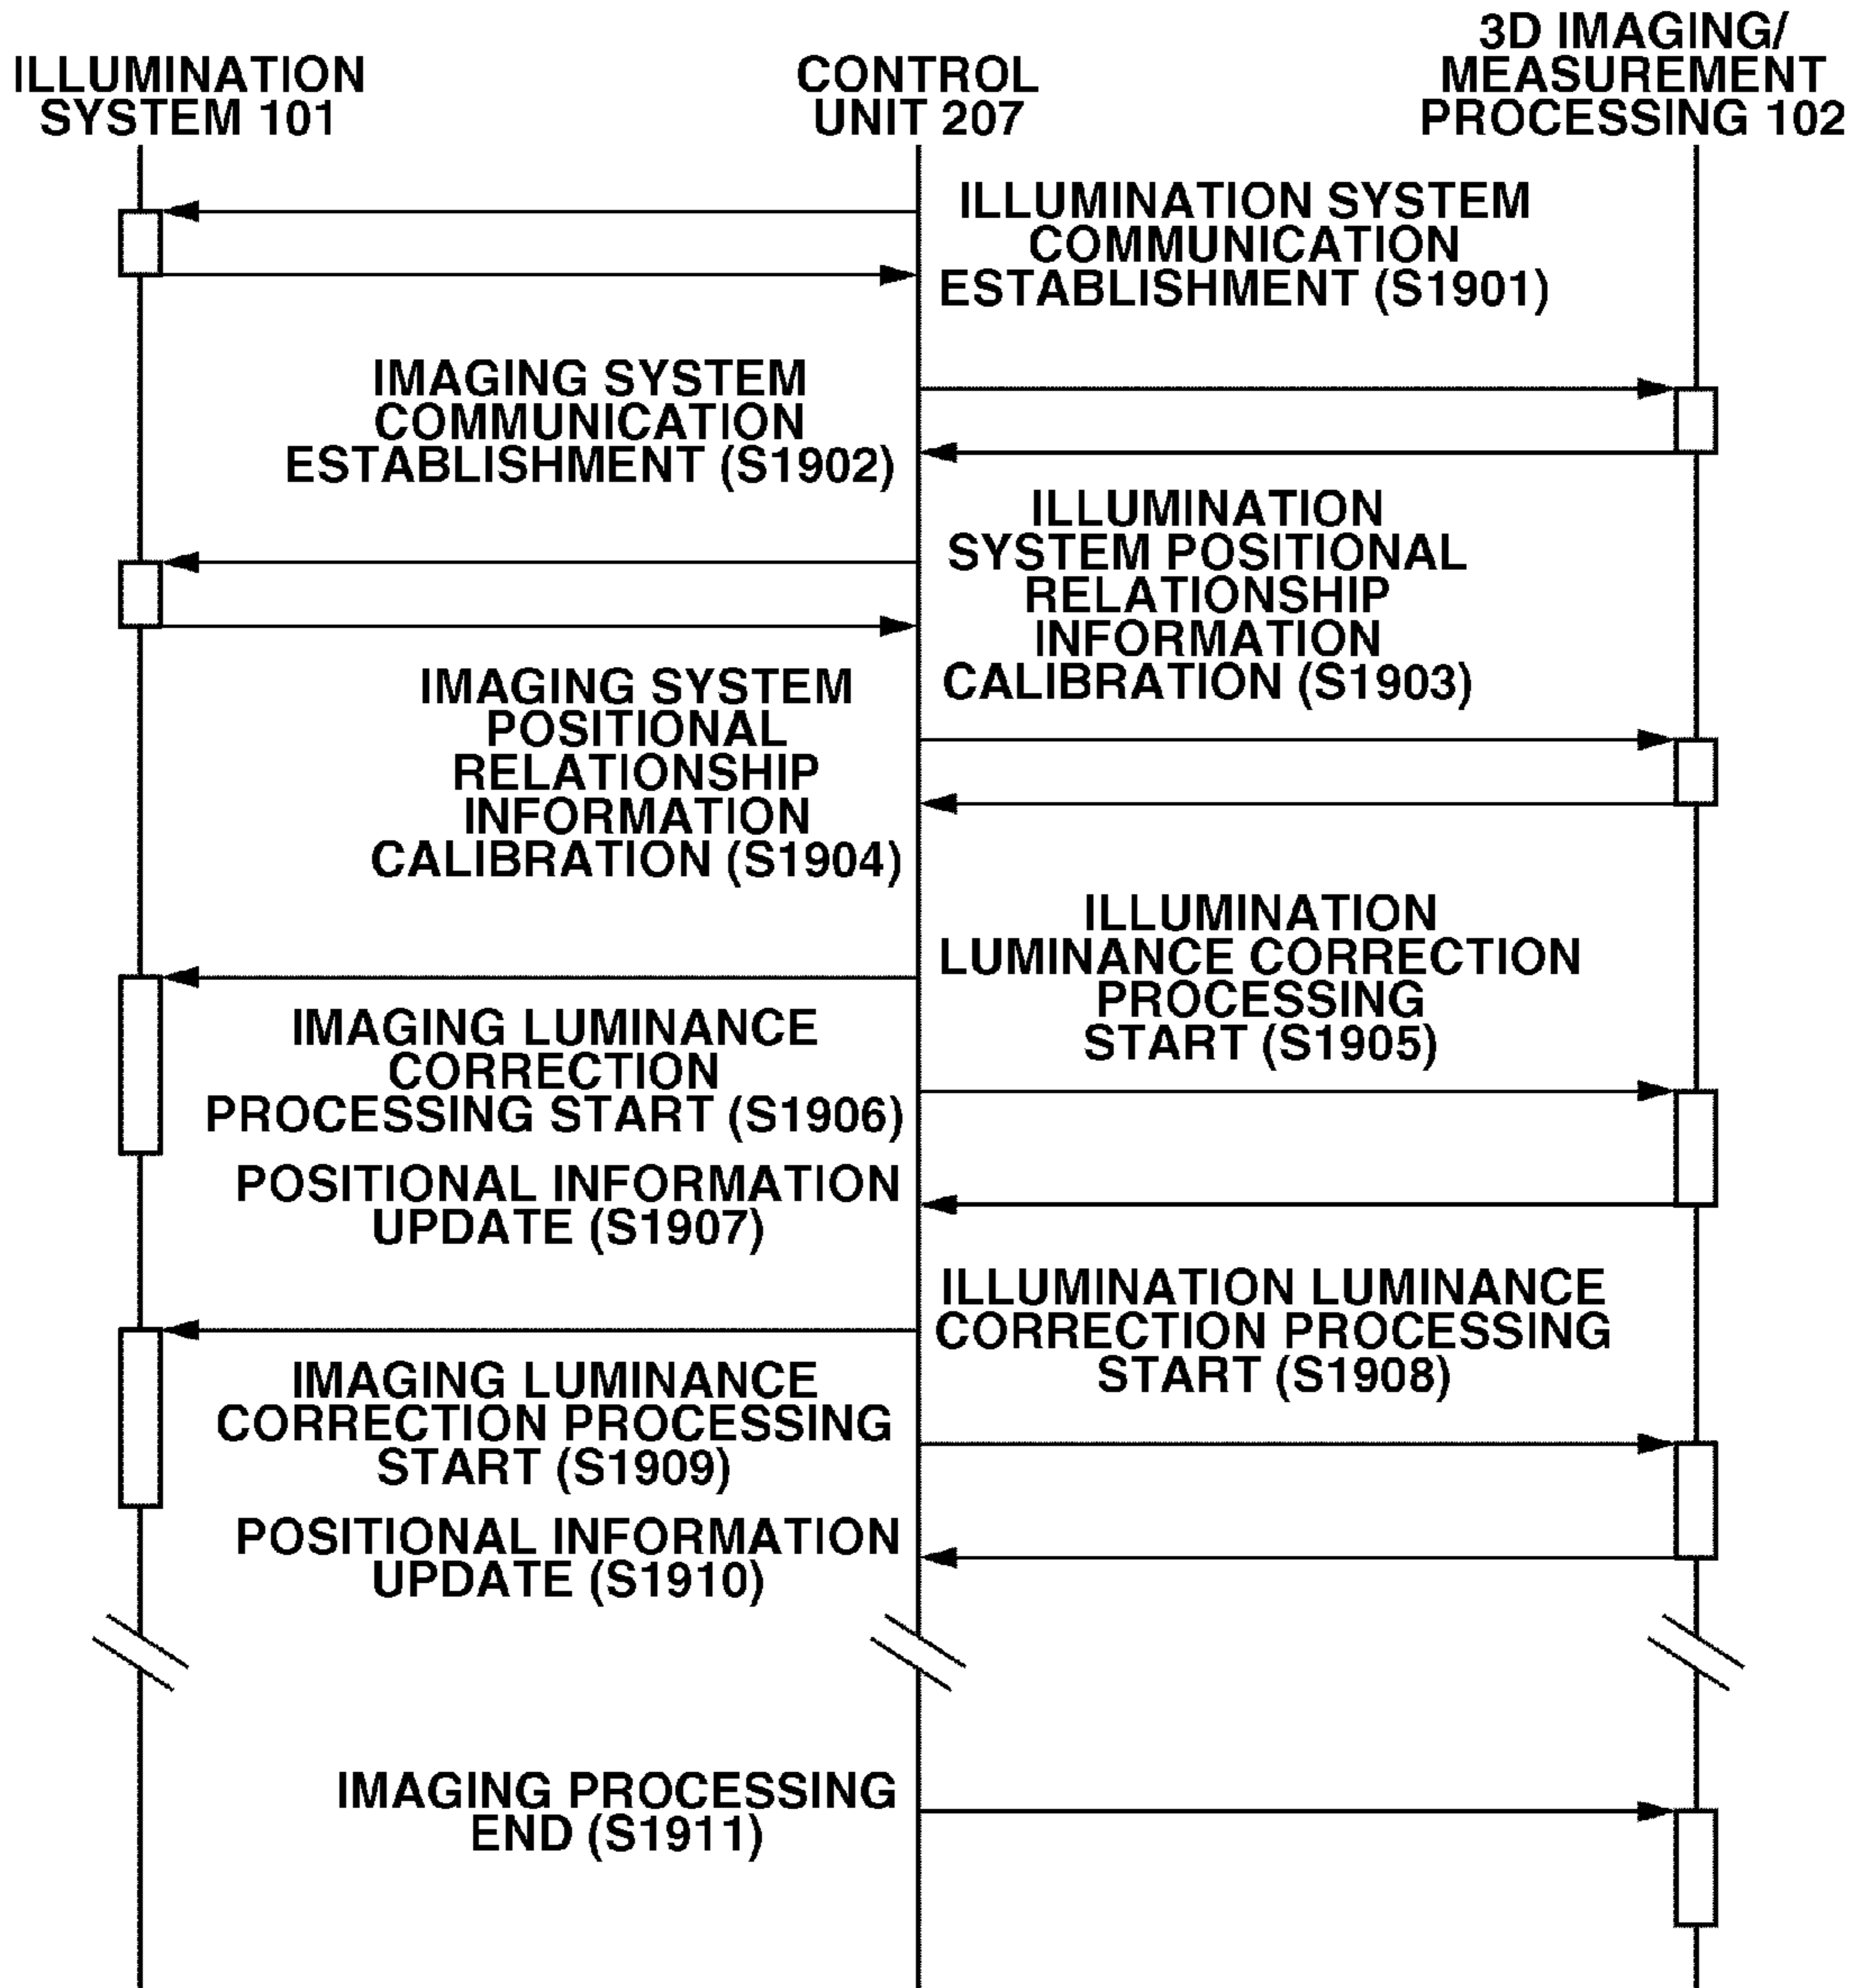 ILLUMINATION
SYSTEM 101
CONTROL
UNIT 207
3D IMAGING/
MEASUREMENT
PROCESSING 102
ILLUMINATION SYSTEM
COMMUNICATION
ESTABLISHMENT (S1901)
IMAGING SYSTEM
COMMUNICATION
ESTABLISHMENT (S1902)
ILLUMINATION
SYSTEM POSITIONAL
RELATIONSHIP
INFORMATION
CALIBRATION (S1903)
IMAGING SYSTEM
POSITIONAL
RELATIONSHIP
INFORMATION
CALIBRATION (S1904)
ILLUMINATION
LUMINANCE CORRECTION
PROCESSING
START (S1905)
IMAGING LUMINANCE
CORRECTION
PROCESSING START (S1906)
POSITIONAL INFORMATION
UPDATE (S1907)
ILLUMINATION LUMINANCE
CORRECTION PROCESSING
START (S1908)
IMAGING LUMINANCE
CORRECTION PROCESSING
START (S1909)
POSITIONAL INFORMATION
UPDATE (S1910)
IMAGING PROCESSING
END (S1911)